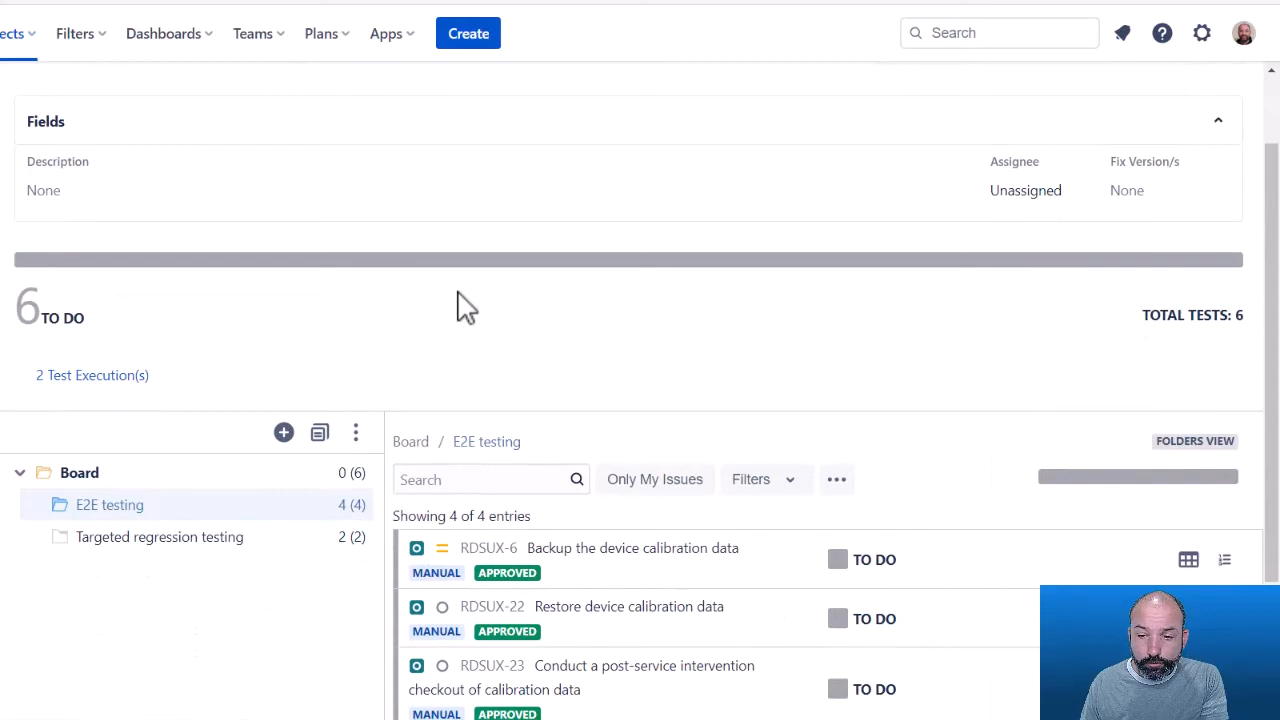 ects Filters Dashboards Teams Plans Apps Create Search
Fields
Description Assignee Fix Version/s
None Unassigned None
6 TO DO TOTAL TESTS: 6
2 Test Execution(s)
Board / E2E testing FOLDERS VIEW
Board 0 (6)
E2E testing 4 (4)
Targeted regression testing 2 (2)
Search Only My Issues Filters
Showing 4 of 4 entries
RDSUX-6 Backup the device calibration data TO DO
MANUAL APPROVED
RDSUX-22 Restore device calibration data TO DO
MANUAL APPROVED
RDSUX-23 Conduct a post-service intervention
checkout of calibration data TO DO
MANUAL APPROVED